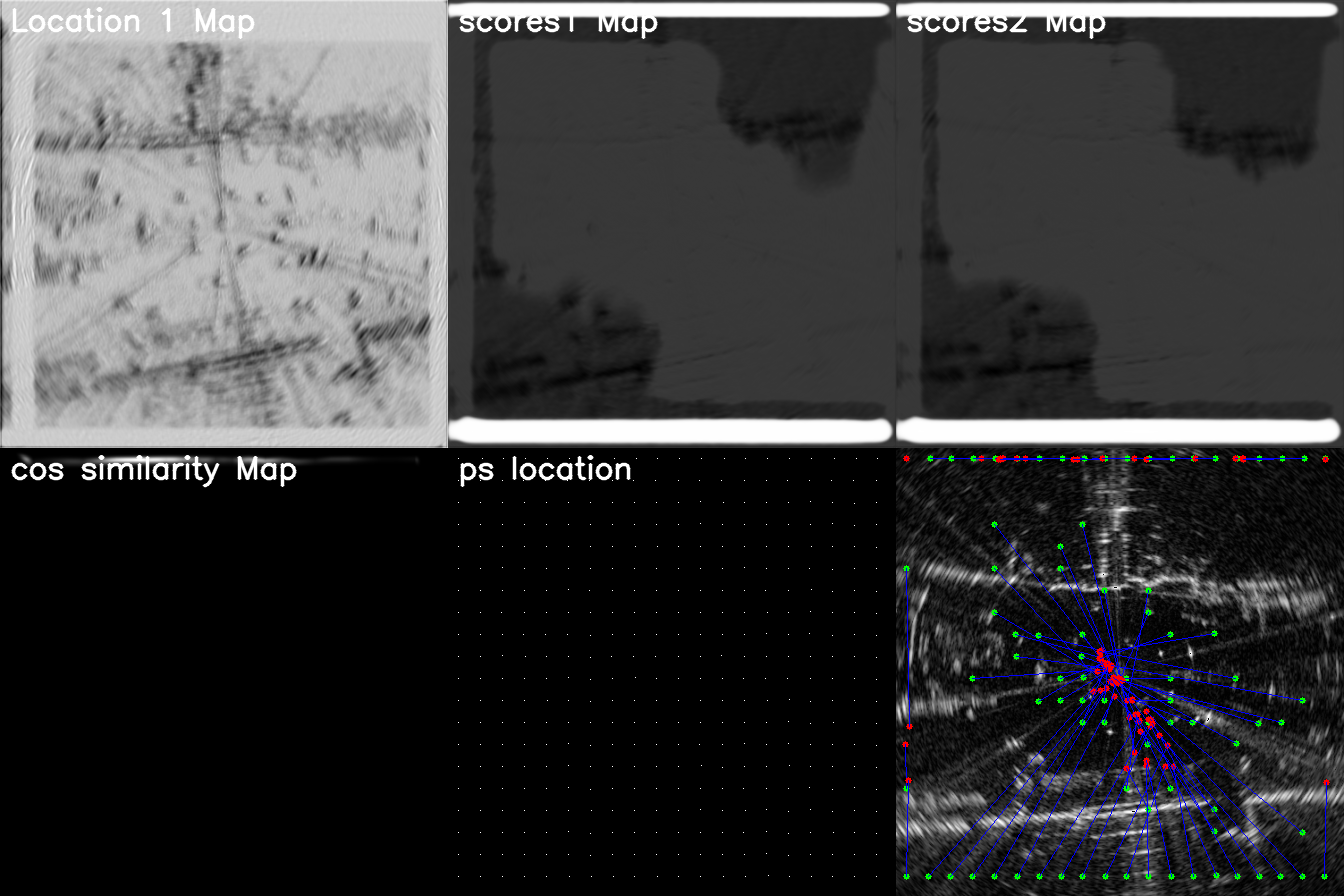 Location 1 Map
scores1 Map
scores2 Map
cos similarity Map
ps location